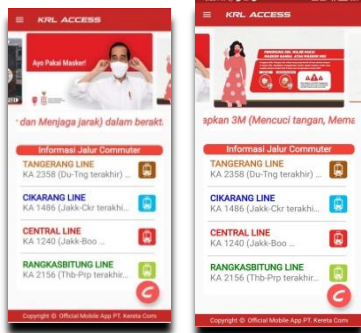 KRL ACCESS
Ayo Pakai Masker!
dan Menjaga jarak) dalam berakt
Informasi Jalur Commuter
TANGERANG LINE
KA 2358 (Du-Tng terakhir) ...
CIKARANG LINE
KA 1486 (Jakk-Ckr terakhi...
CENTRAL LINE
KA 1240 (Jakk-Boo ...
RANGKASBITUNG LINE
KA 2156 (Thb-Prp terakhir...
Copyright © Official Mobile App PT. Kereta Com
KRL ACCESS
apkan 3M (Mencuci tangan, Mema
Informasi Jalur Commuter
TANGERANG LINE
KA 2358 (Du-Tng terakhir) ...
CIKARANG LINE
KA 1486 (Jakk-Ckr terakhi...
CENTRAL LINE
KA 1240 (Jakk-Boo ...
RANGKASBITUNG LINE
KA 2156 (Thb-Prp terakhir...
Copyright © Official Mobile App PT. Kereta Com